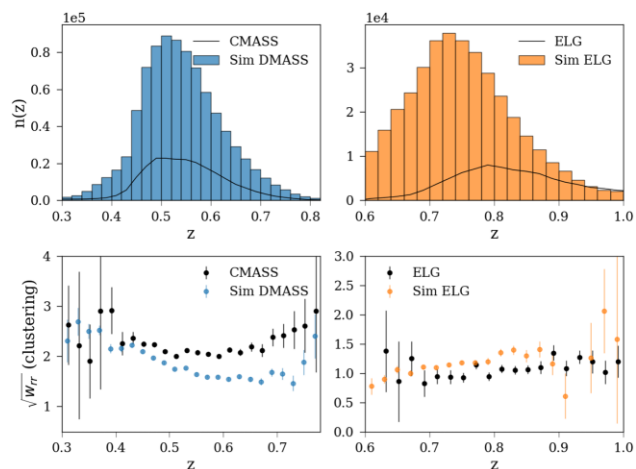 1e5
CMASS
Sim DMASS
0.8
0.6
0.4
0.2
0.0
n(z)
0.3 0.4 0.5 0.6 0.7 0.8
z
1e4
ELG
Sim ELG
3
2
1
0
0.6 0.7 0.8 0.9 1.0
z
CMASS
Sim DMASS
4
3
2
1
√w_rr (clustering)
0.3 0.4 0.5 0.6 0.7
z
ELG
Sim ELG
3.0
2.5
2.0
1.5
1.0
0.5
0.0
0.6 0.7 0.8 0.9 1.0
z